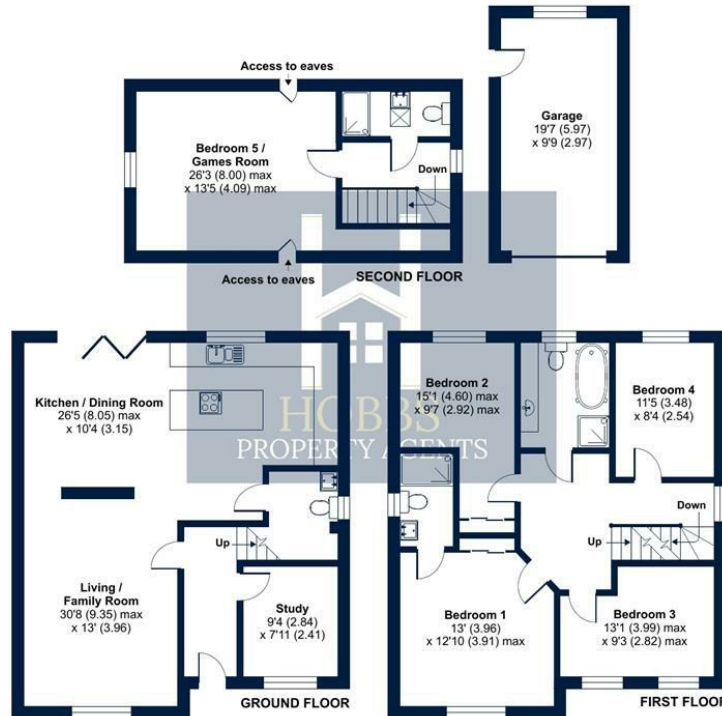 Access to eaves
Bedroom 5 /
Games Room
26'3 (8.00) max
x 13'5 (4.09) max
Down
Access to eaves
SECOND FLOOR
Garage
19'7 (5.97)
x 9'9 (2.97)
Kitchen / Dining Room
26'5 (8.05) max
x 10'4 (3.15)
Up
Living /
Family Room
30'8 (9.35) max
x 13' (3.96)
Study
9'4 (2.84)
x 7'11 (2.41)
GROUND FLOOR
HOBBS
PROPERTY AGENTS
Bedroom 2
15'1 (4.60) max
x 9'7 (2.92) max
Bedroom 4
11'5 (3.48)
x 8'4 (2.54)
Down
Up
Bedroom 1
13' (3.96)
x 12'10 (3.91) max
Bedroom 3
13'1 (3.99) max
x 9'3 (2.82) max
FIRST FLOOR